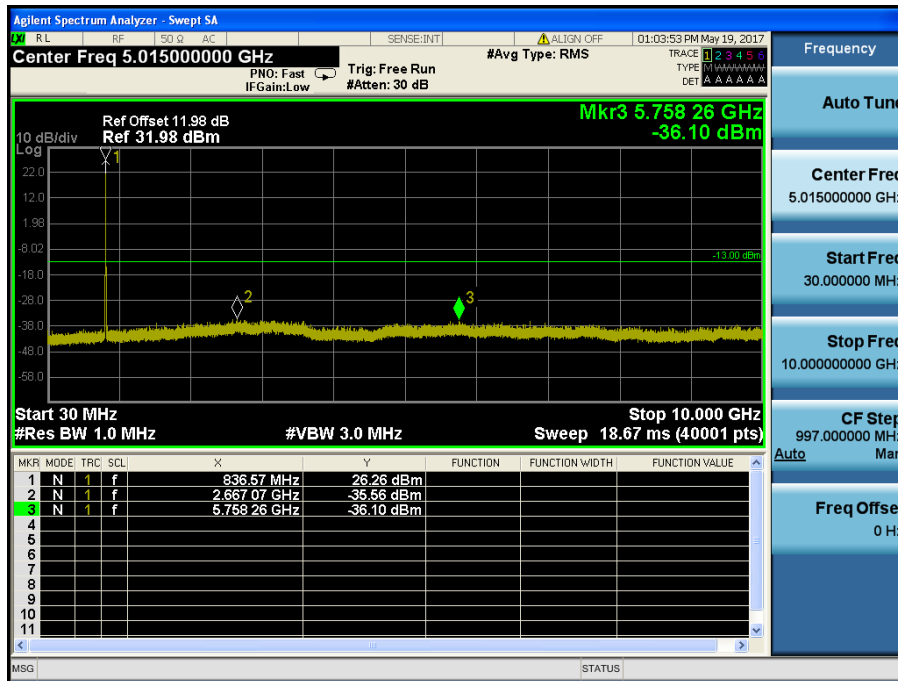 Agilent Spectrum Analyzer - Swept SA
LXI RL RF 50 Ω AC SENSE:INT ALIGN OFF 01:03:53 PM May 19, 2017
Center Freq 5.015000000 GHz #Avg Type: RMS TRACE 1 2 3 4 5 6
PNO: Fast Trig: Free Run TYPE M WWWWW
IFGain:Low #Atten: 30 dB DET A A A A A A
Frequency
Auto Tune
Center Freq
5.015000000 GHz
Start Freq
30.000000 MHz
Stop Freq
10.000000000 GHz
CF Step
997.000000 MHz
Auto Man
Freq Offset
0 Hz
Mkr3 5.758 26 GHz
-36.10 dBm
Ref Offset 11.98 dB
10 dB/div Ref 31.98 dBm
Log
1
22.0
12.0
1.98
-8.02
-13.00 dBm
-18.0
-28.0
2
3
-38.0
-48.0
-58.0
Start 30 MHz Stop 10.000 GHz
#Res BW 1.0 MHz #VBW 3.0 MHz Sweep 18.67 ms (40001 pts)
MKR MODE TRC SCL X Y FUNCTION FUNCTION WIDTH FUNCTION VALUE
1 N 1 f 836.57 MHz 26.26 dBm
2 N 1 f 2.667 07 GHz -35.56 dBm
3 N 1 f 5.758 26 GHz -36.10 dBm
4
5
6
7
8
9
10
11
MSG STATUS